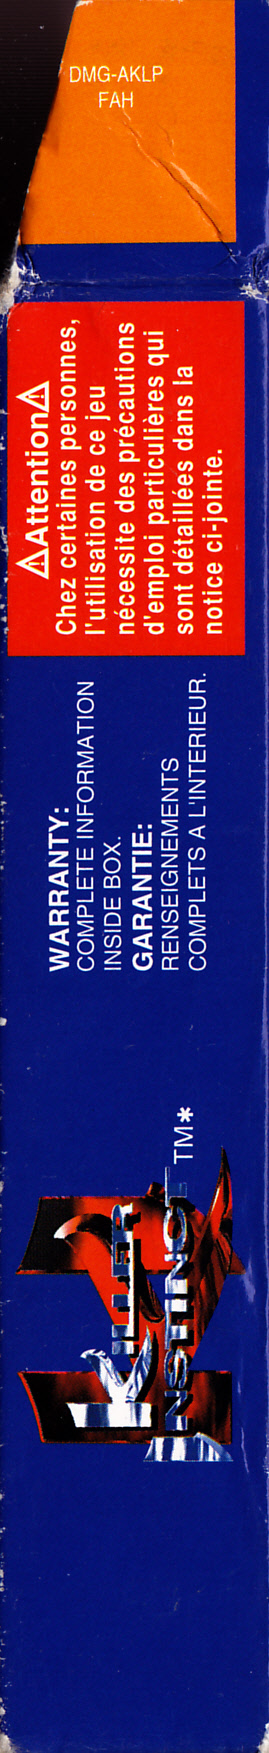 DMG-AKLP
FAH
Attention
Chez certaines personnes,
l'utilisation de ce jeu
nécessite des précautions
d'emploi particulières qui
sont détaillées dans la
notice ci-jointe.
WARRANTY:
COMPLETE INFORMATION
INSIDE BOX.
GARANTIE:
RENSEIGNEMENTS
COMPLETS A L'INTERIEUR.
KILLER
INSTINCT TM*